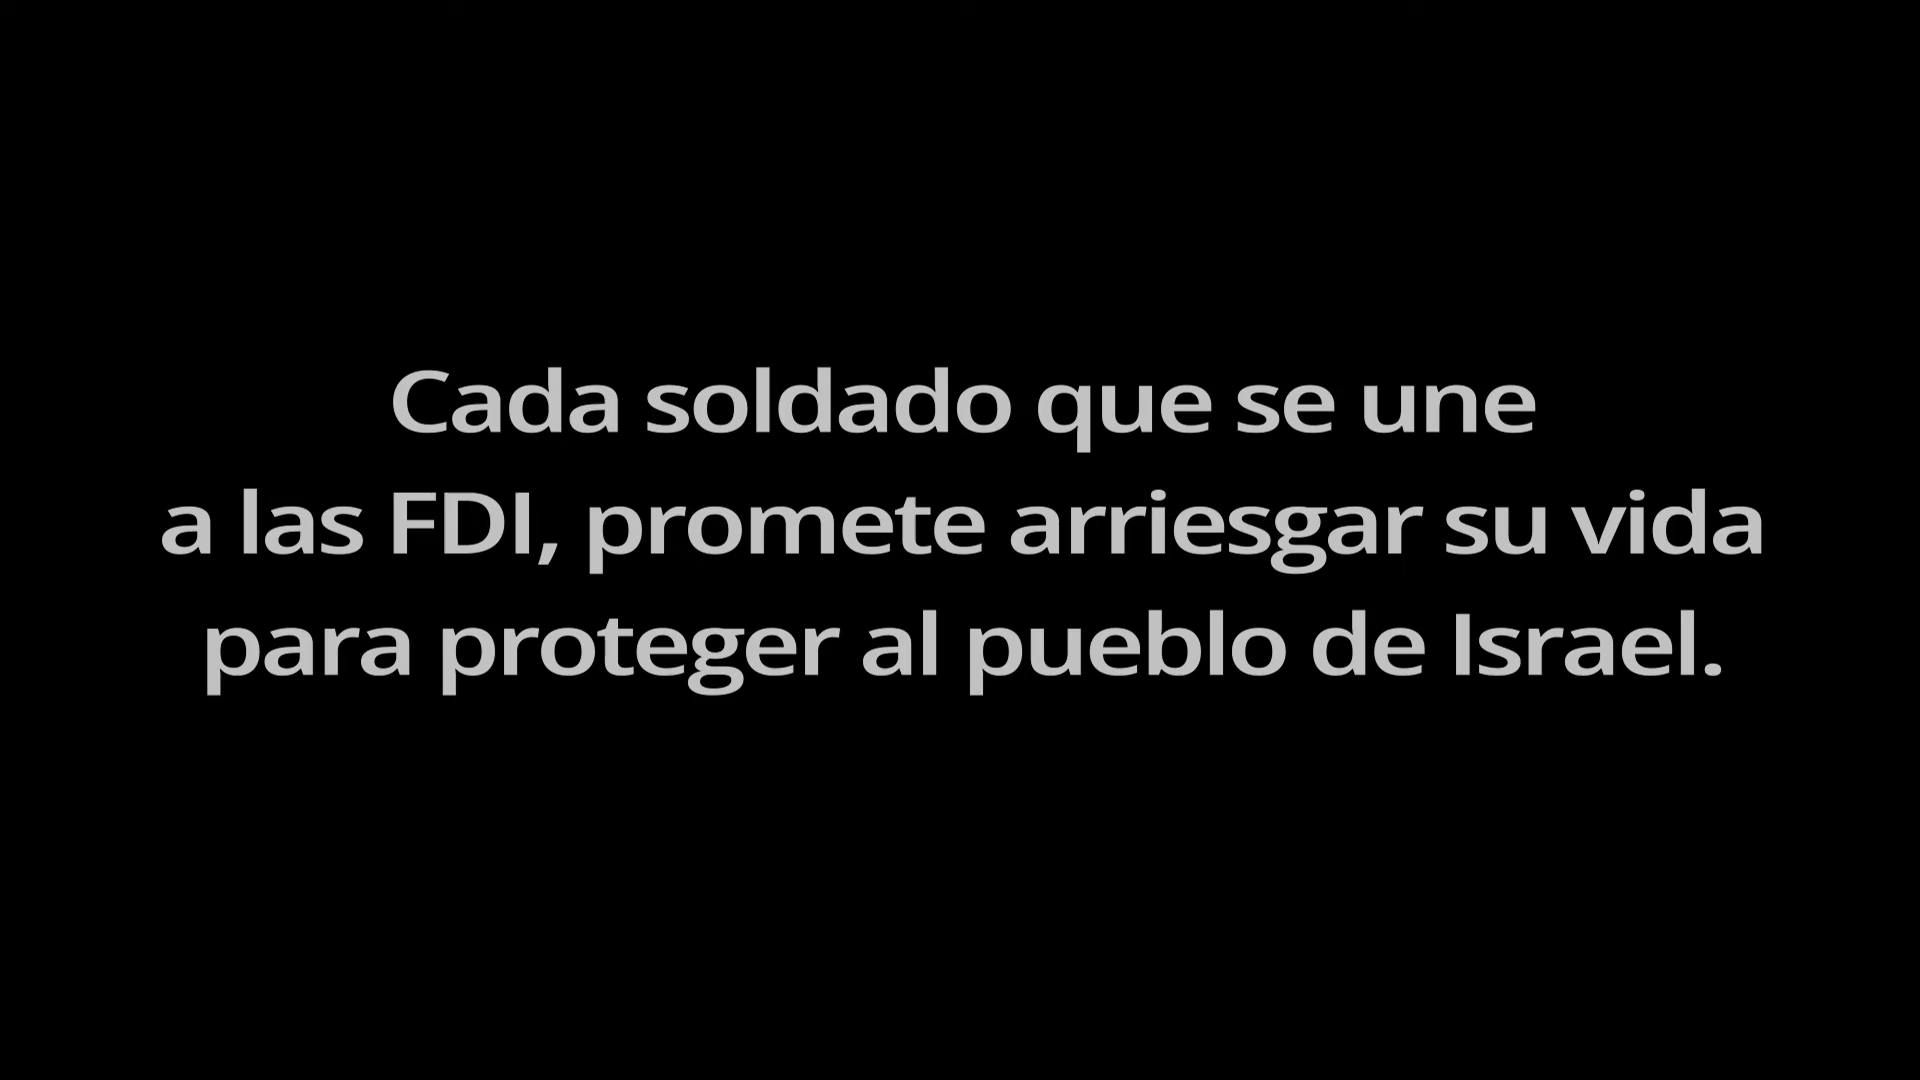 Cada soldado que se une
a las FDI, promete arriesgar su vida
para proteger al pueblo de Israel.